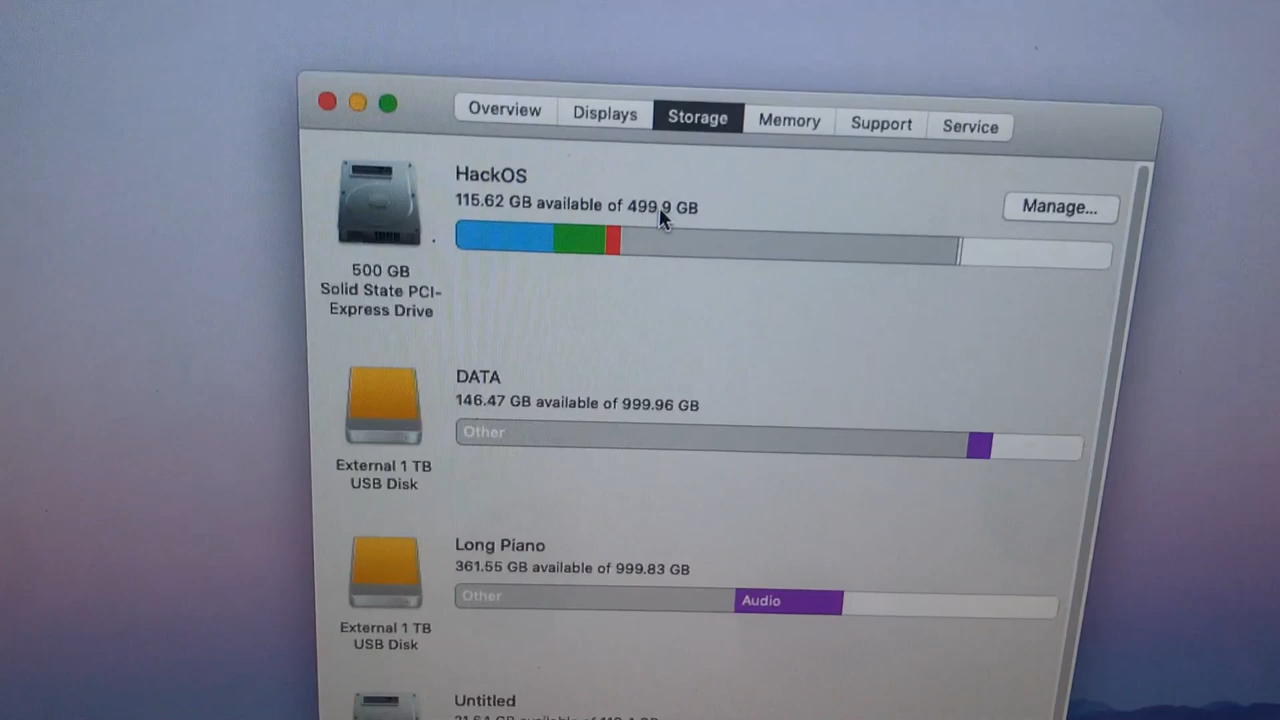 Overview Displays Storage Memory Support Service
HackOS
115.62 GB available of 499.9 GB
Manage...
500 GB
Solid State PCI-
Express Drive
DATA
146.47 GB available of 999.96 GB
Other
External 1 TB
USB Disk
Long Piano
361.55 GB available of 999.83 GB
Other
Audio
External 1 TB
USB Disk
Untitled